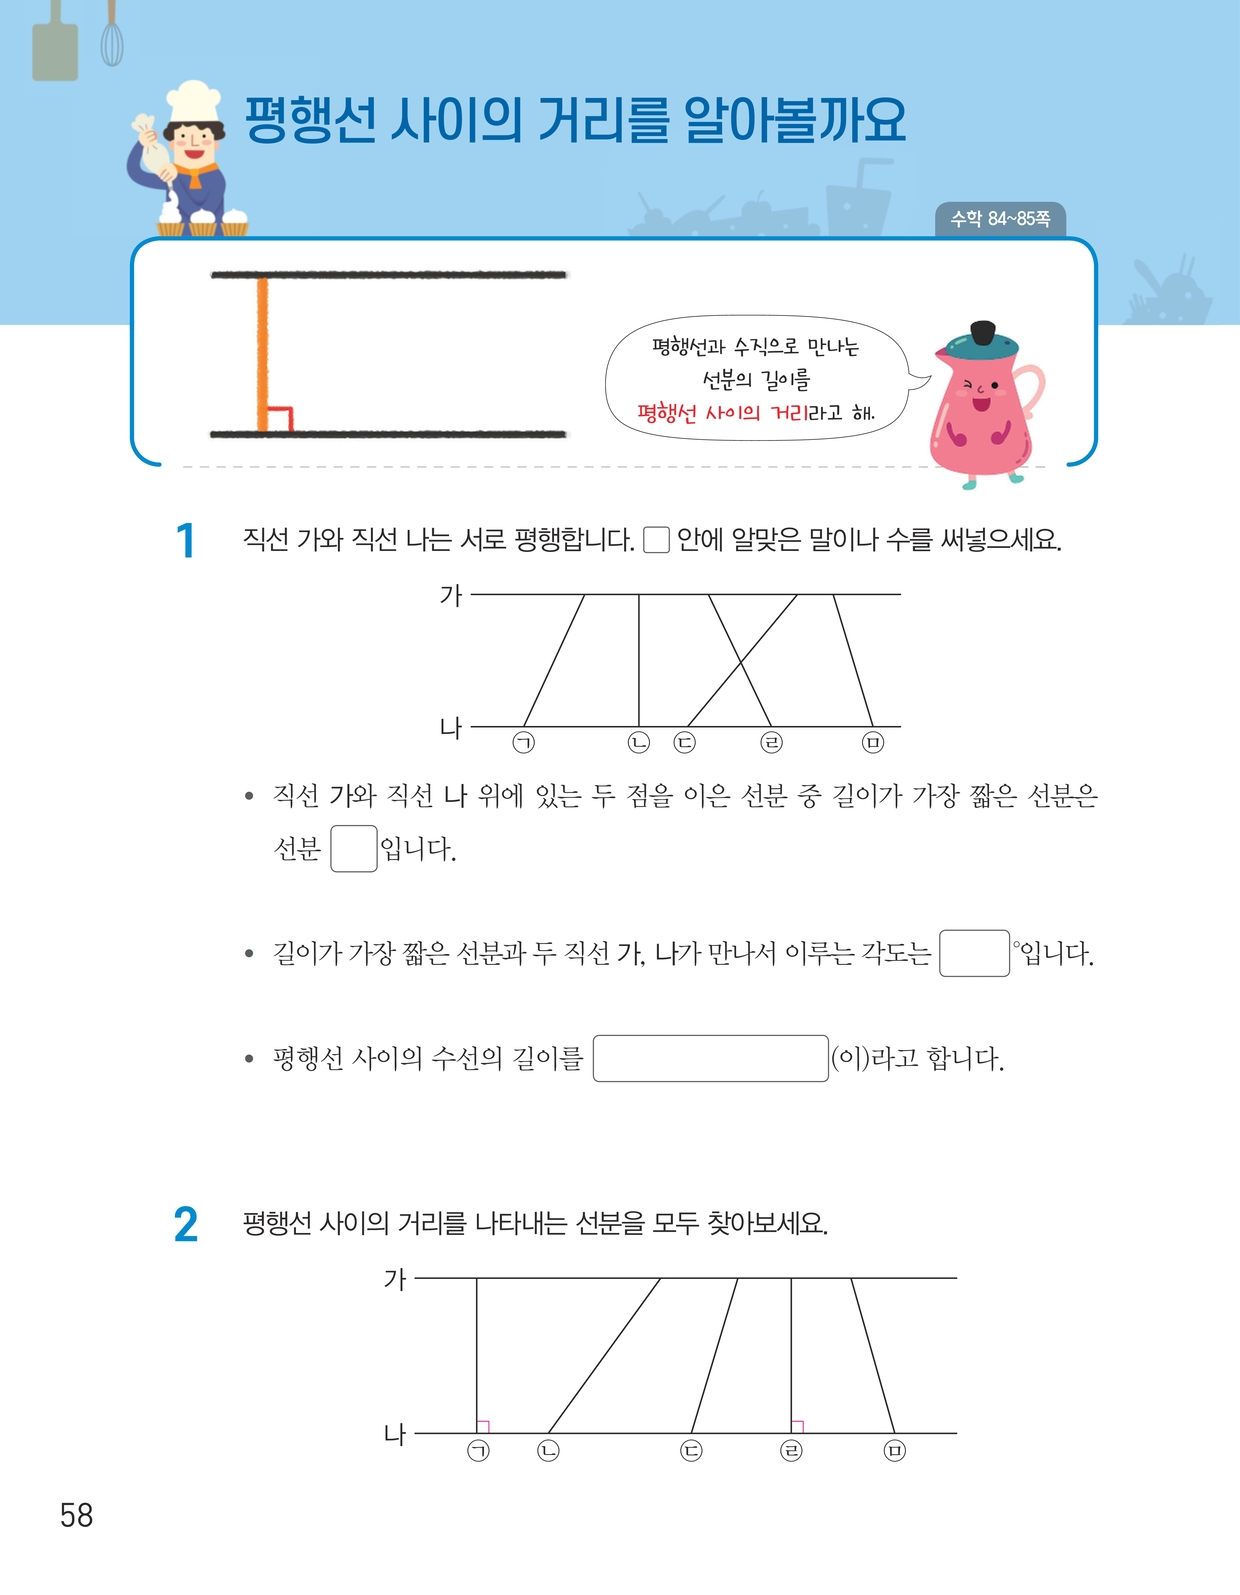 평행선 사이의 거리를 알아볼까요
수학 84~85쪽
평행선과 수직으로 만나는
선분의 길이를
평행선 사이의 거리라고 해.
1 직선 가와 직선 나는 서로 평행합니다. □ 안에 알맞은 말이나 수를 써넣으세요.
가
나
㉠ ㉡ ㉢ ㉣ ㉤
• 직선 가와 직선 나 위에 있는 두 점을 이은 선분 중 길이가 가장 짧은 선분은
선분 □입니다.
• 길이가 가장 짧은 선분과 두 직선 가, 나가 만나서 이루는 각도는 □°입니다.
• 평행선 사이의 수선의 길이를 □(이)라고 합니다.
2 평행선 사이의 거리를 나타내는 선분을 모두 찾아보세요.
가
나
㉠ ㉡ ㉢ ㉣ ㉤
58